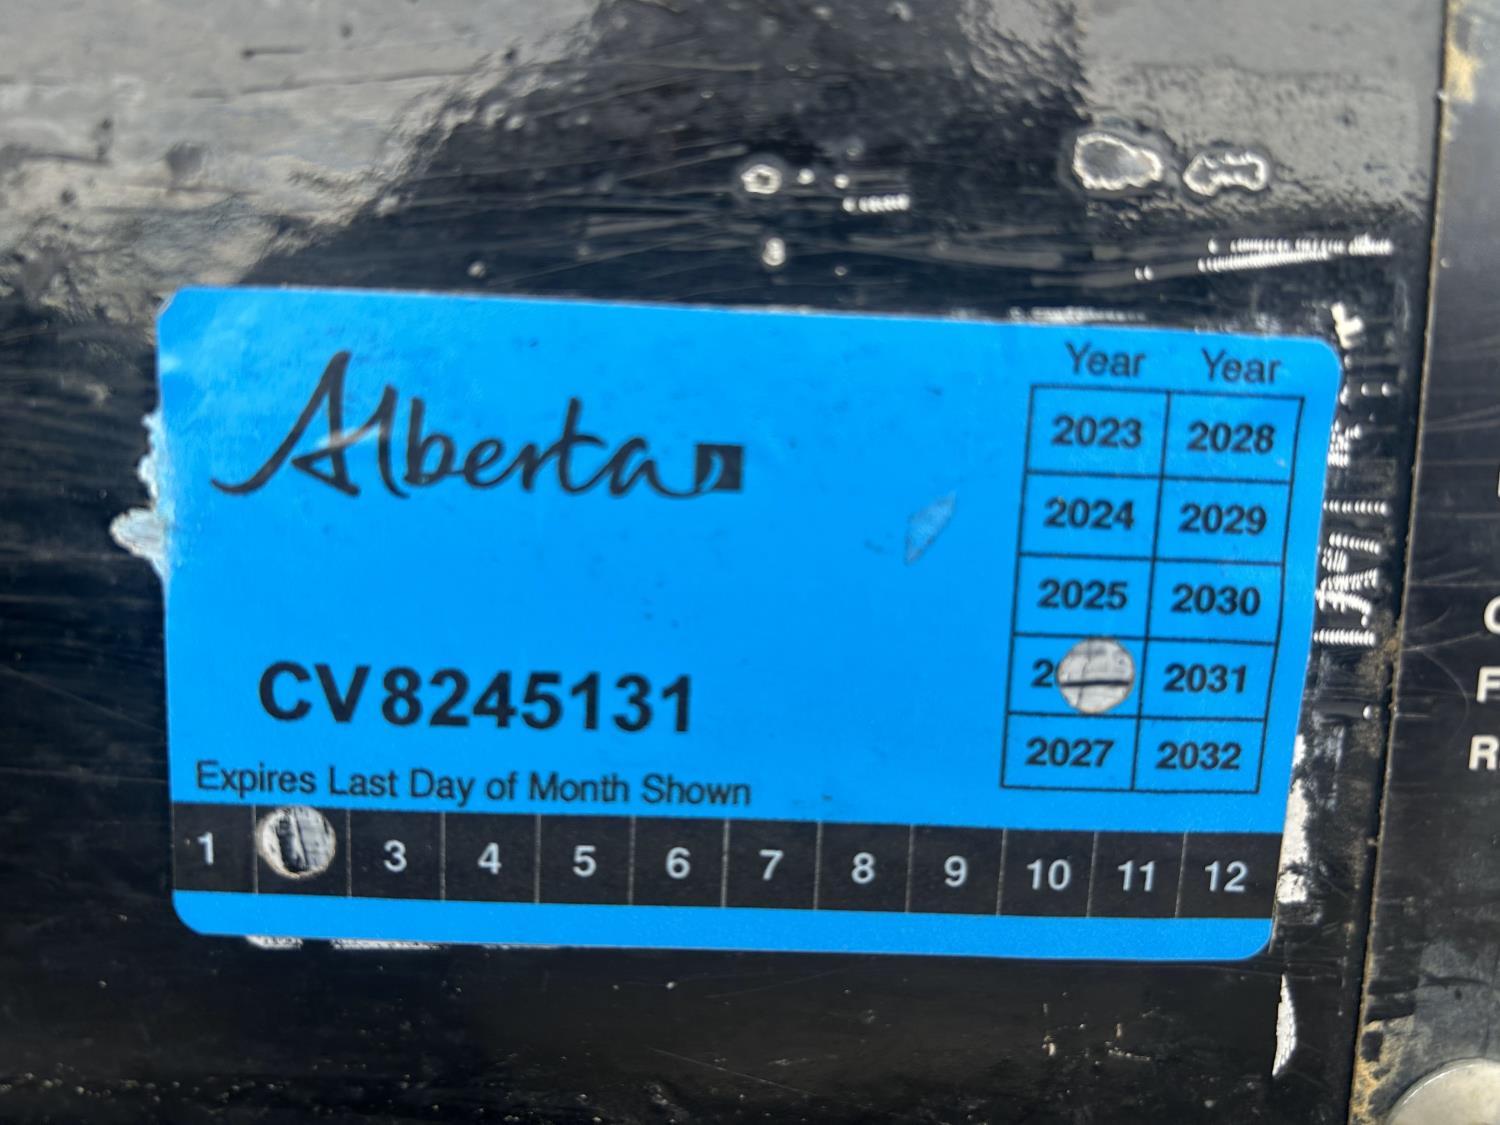 Alberta
Year Year
2023 2028
2024 2029
2025 2030
2 2031
2027 2032
CV8245131
Expires Last Day of Month Shown
1 3 4 5 6 7 8 9 10 11 12
F
R